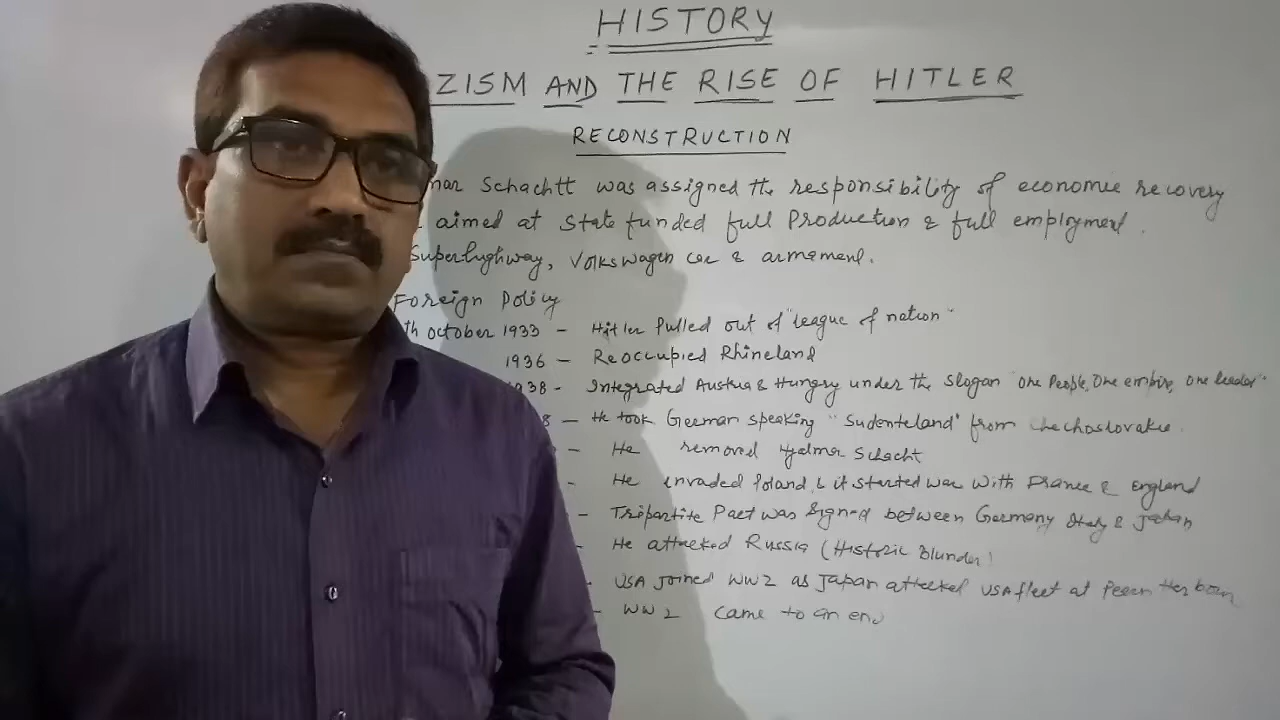 HISTORY
ZISM AND THE RISE OF HITLER
RECONSTRUCTION
mar Schachtt was assigned the responsibility of economic recovery
aimed at State funded full Production & full employment.
Superhighway, Volkswagen car & armament.
Foreign Policy
th October 1933 – Hitler Pulled out of "league of nation"
1936 – Reoccupied Rhineland
938 - Integrated Austria & Hungry under the slogan "One People, One empire, One leader"
8 – He took German speaking "Sudenteland" from Chechoslovakia.
– He removed Hjalmar Schacht
- He invaded Poland & it started war with France & England
– Tripartite Pact was signed between Germany Italy & Japan
- He attacked Russia (Historic Blunder)
- USA joined WW2 as Japan attacked USA fleet at
– WW2 came to an end